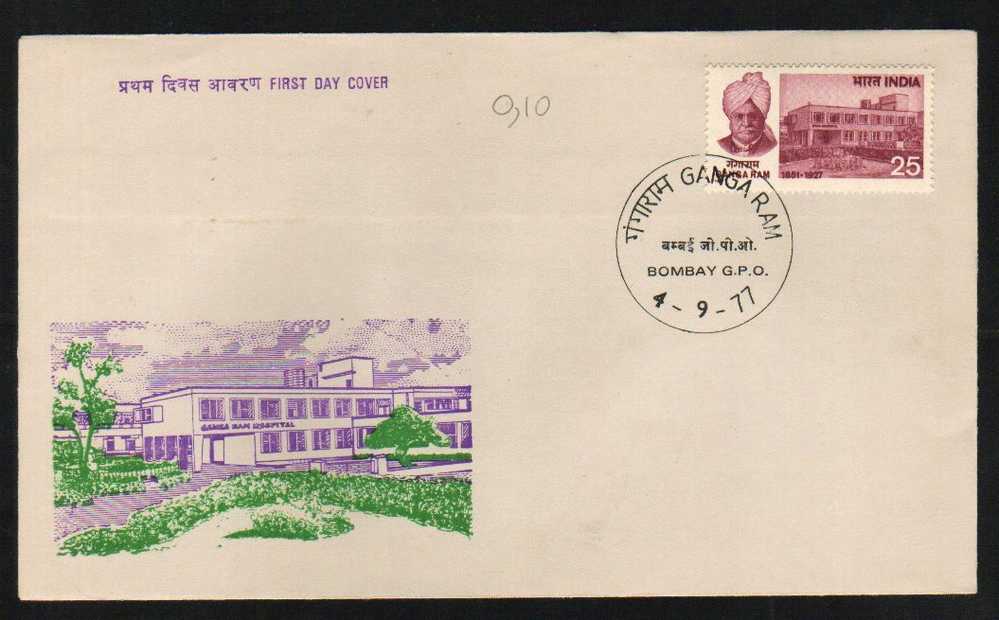 प्रथम दिवस आवरण FIRST DAY COVER
0,10
भारत INDIA
गंगाराम
GANGA RAM 1851-1927
25
गंगाराम GANGA RAM
बम्बई जी.पी.ओ.
BOMBAY G.P.O.
4-9-77
GANGA RAM HOSPITAL